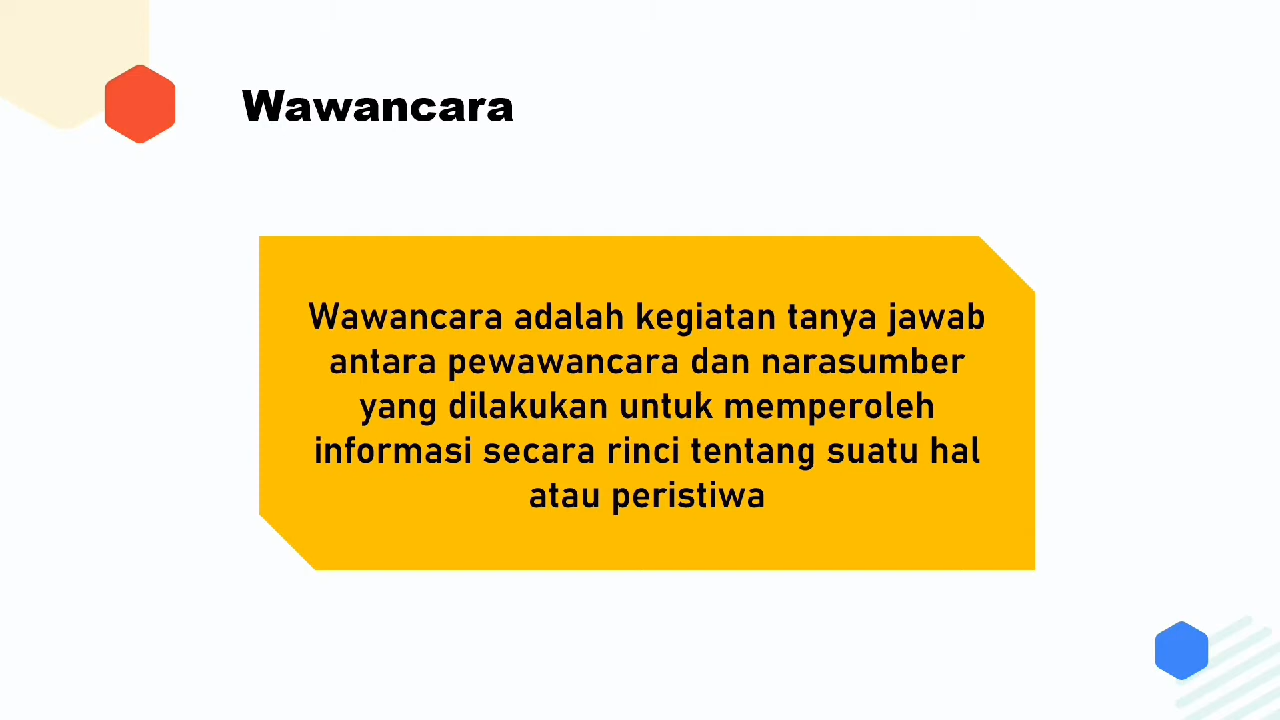 Wawancara
Wawancara adalah kegiatan tanya jawab
antara pewawancara dan narasumber
yang dilakukan untuk memperoleh
informasi secara rinci tentang suatu hal
atau peristiwa